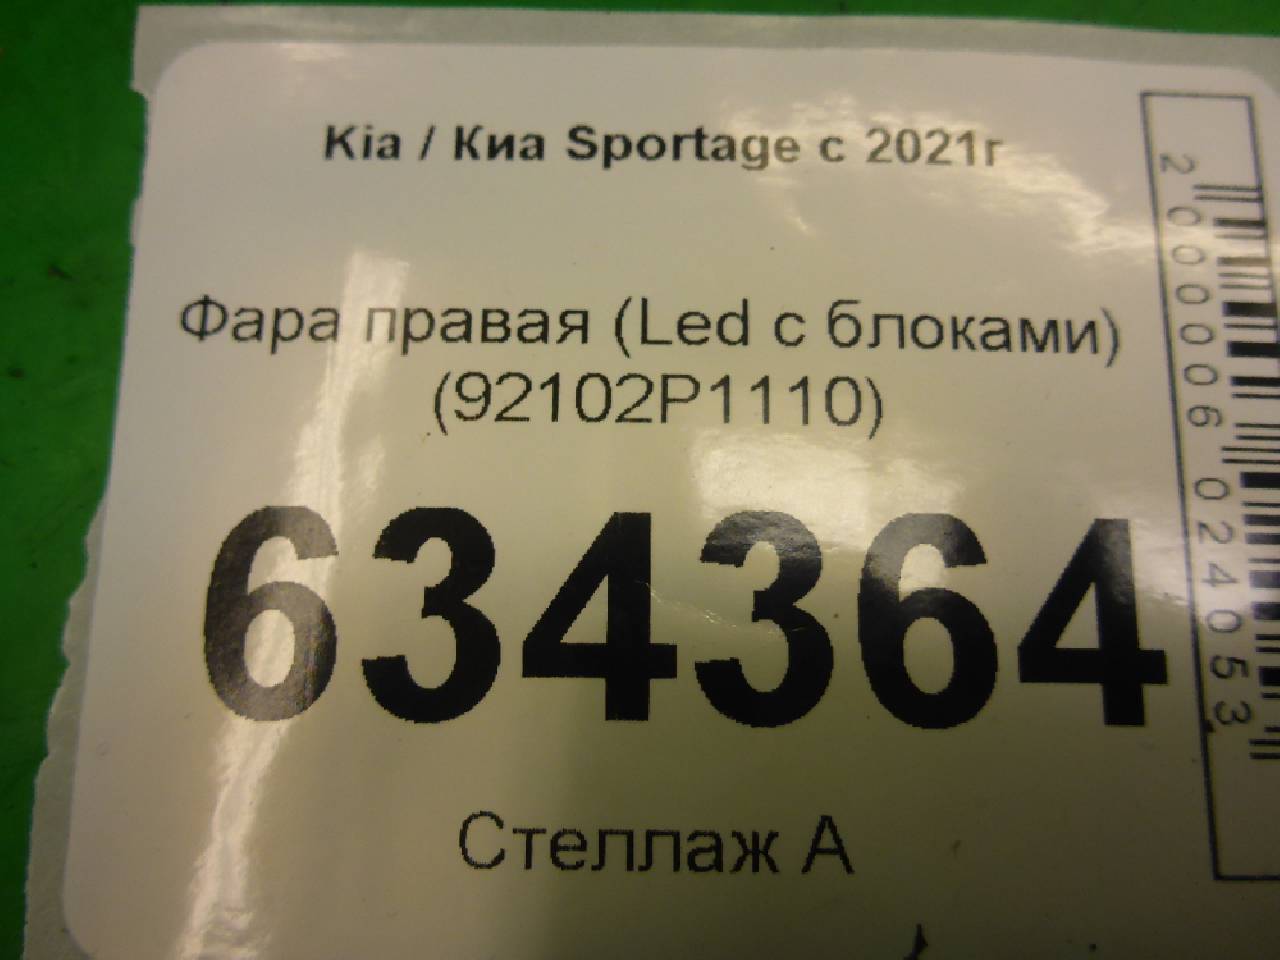 Kia / Киа Sportage с 2021г
Фара правая (Led с блоками)
(92102P1110)
634364
Стеллаж А
2000006024053